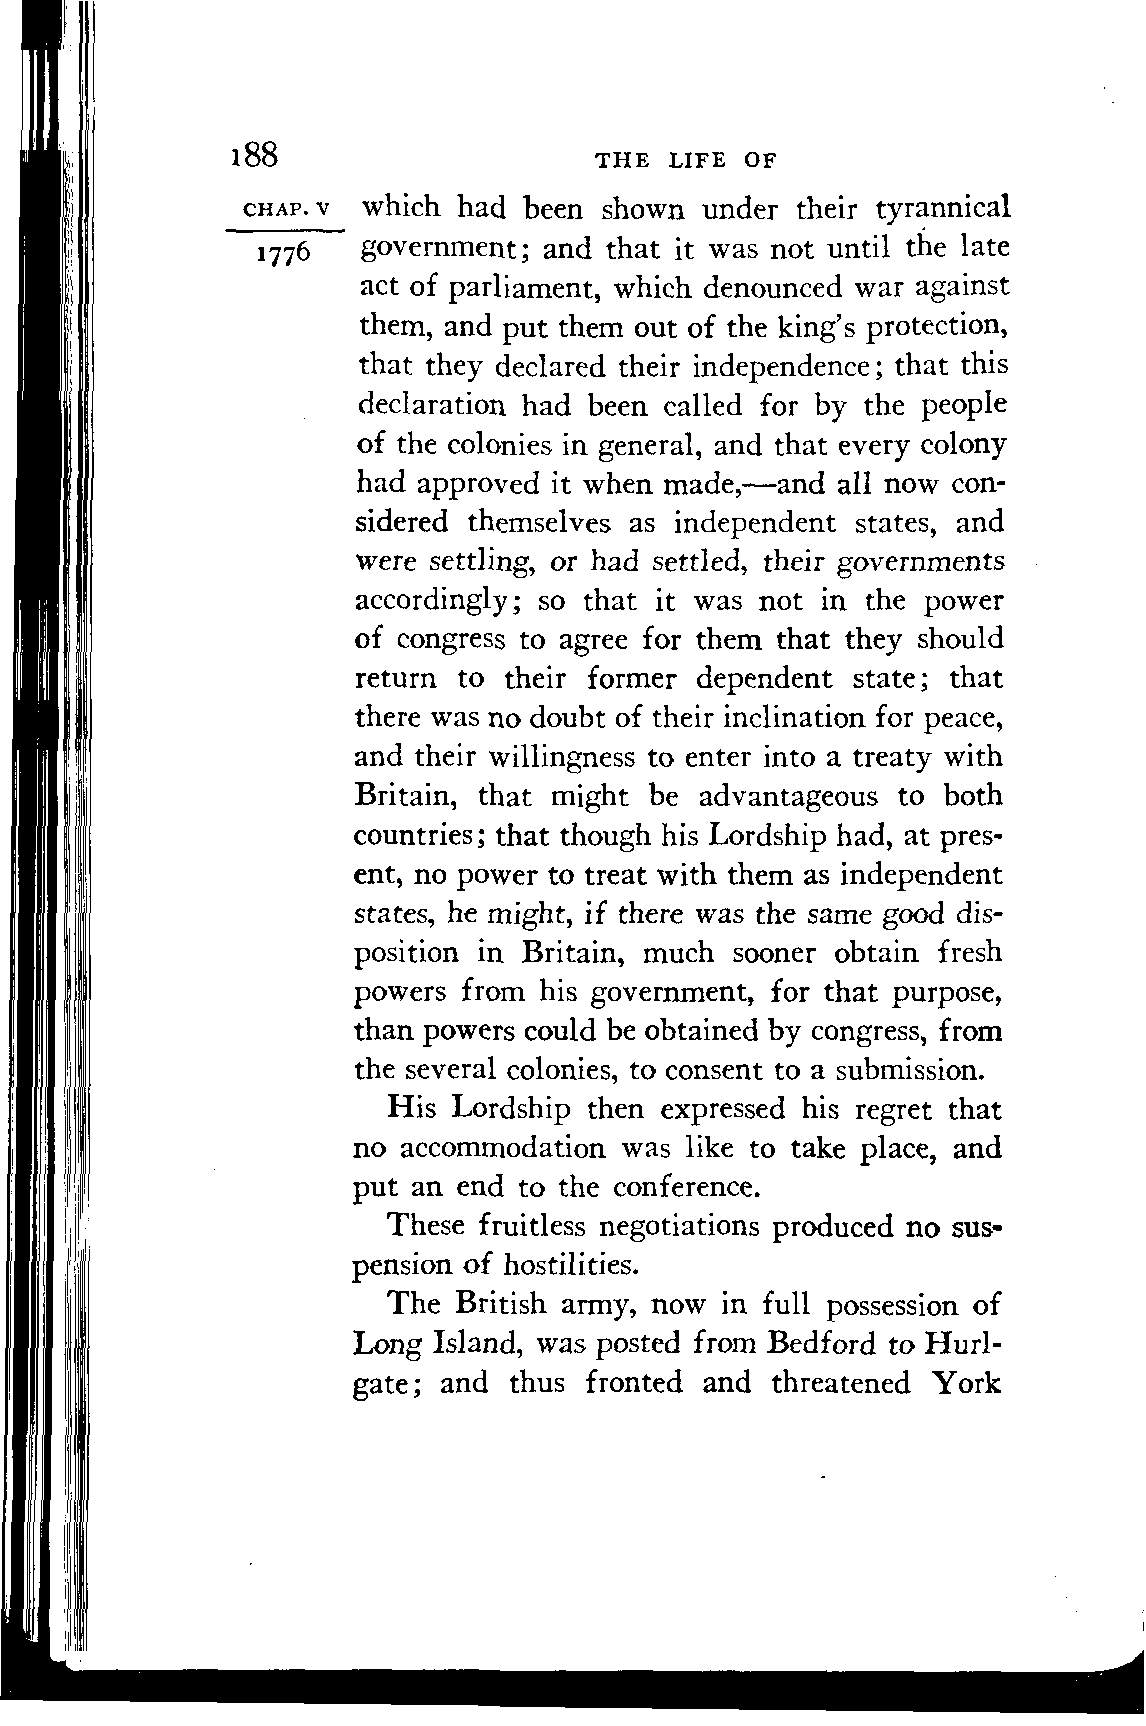 188 THE LIFE OF
CHAP. V which had been shown under their tyrannical
1776 government; and that it was not until the late
act of parliament, which denounced war against
them, and put them out of the king's protection,
that they declared their independence; that this
declaration had been called for by the people
of the colonies in general, and that every colony
had approved it when made,—and all now con-
sidered themselves as independent states, and
were settling, or had settled, their governments
accordingly; so that it was not in the power
of congress to agree for them that they should
return to their former dependent state; that
there was no doubt of their inclination for peace,
and their willingness to enter into a treaty with
Britain, that might be advantageous to both
countries; that though his Lordship had, at pres-
ent, no power to treat with them as independent
states, he might, if there was the same good dis-
position in Britain, much sooner obtain fresh
powers from his government, for that purpose,
than powers could be obtained by congress, from
the several colonies, to consent to a submission.
His Lordship then expressed his regret that
no accommodation was like to take place, and
put an end to the conference.
These fruitless negotiations produced no sus-
pension of hostilities.
The British army, now in full possession of
Long Island, was posted from Bedford to Hurl-
gate; and thus fronted and threatened York